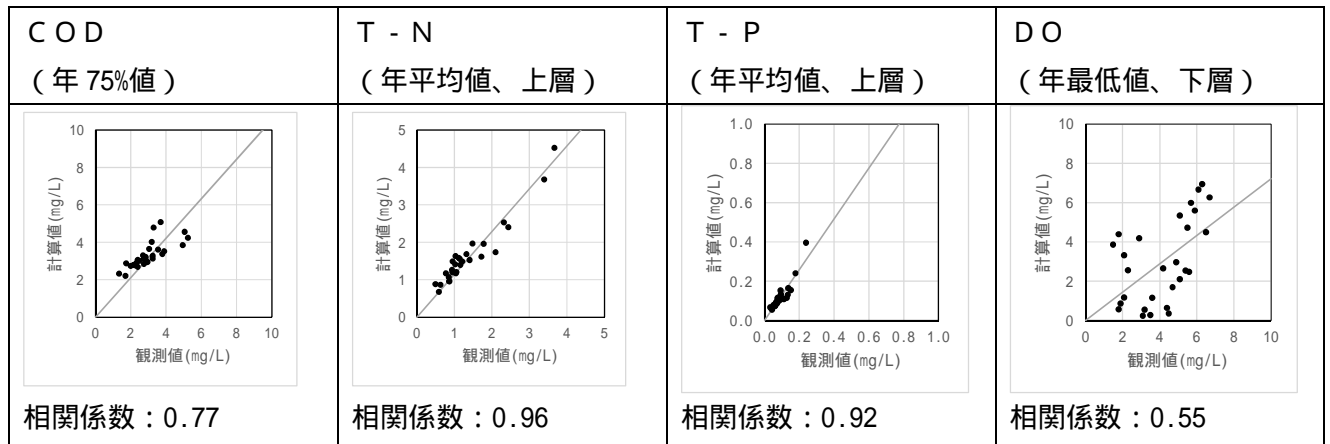 ＣＯＤ
（年 75%値）
Ｔ‐Ｎ
（年平均値、上層）
Ｔ‐Ｐ
（年平均値、上層）
ＤＯ
（年最低値、下層）
10
8
6
4
2
0
0 2 4 6 8 10
計算値(mg/L)
観測値(mg/L)
5
4
3
2
1
0
0 1 2 3 4 5
計算値(mg/L)
観測値(mg/L)
1.0
0.8
0.6
0.4
0.2
0.0
0.0 0.2 0.4 0.6 0.8 1.0
計算値(mg/L)
観測値(mg/L)
10
8
6
4
2
0
0 2 4 6 8 10
計算値(mg/L)
観測値(mg/L)
相関係数：0.77
相関係数：0.96
相関係数：0.92
相関係数：0.55